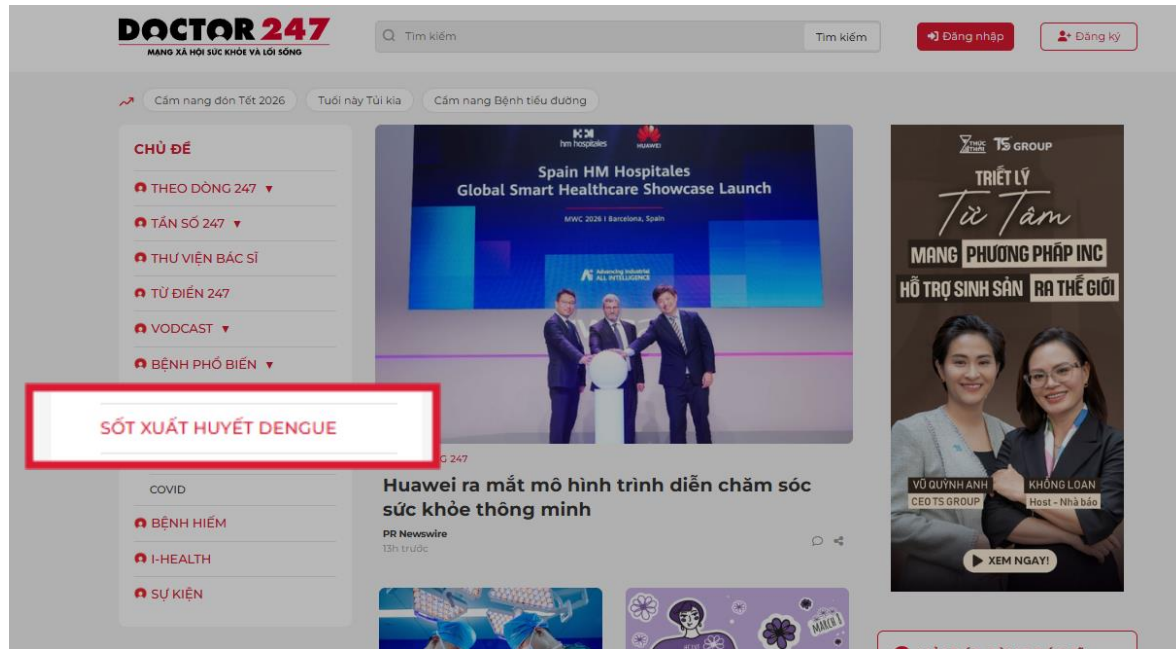 DOCTOR 247
MẠNG XÃ HỘI SỨC KHỎE VÀ LỐI SỐNG
Tìm kiếm
Tìm kiếm
Đăng nhập
Đăng ký
Cẩm nang đón Tết 2026
Tuổi này Tủi kìa
Cẩm nang Bệnh tiểu đường
CHỦ ĐỀ
THEO DÒNG 247
TẦN SỐ 247
THƯ VIỆN BÁC SĨ
TỪ ĐIỂN 247
VODCAST
BỆNH PHỔ BIẾN
SỐT XUẤT HUYẾT DENGUE
COVID
BỆNH HIẾM
I-HEALTH
SỰ KIỆN
hm hospitales
HUAWEI
Spain HM Hospitales
Global Smart Healthcare Showcase Launch
MWC 2026 I Barcelona, Spain
Advancing Industrial
ALL INTELLIGENCE
G 247
Huawei ra mắt mô hình trình diễn chăm sóc
sức khỏe thông minh
PR Newswire
13h trước
MARCH
TS GROUP
TRIẾT LÝ
Từ Tâm
MANG PHƯƠNG PHÁP INC
HỖ TRỢ SINH SẢN RA THẾ GIỚI
VŨ QUỲNH ANH
CEO TS GROUP
KHỔNG LOAN
Host - Nhà báo
XEM NGAY!